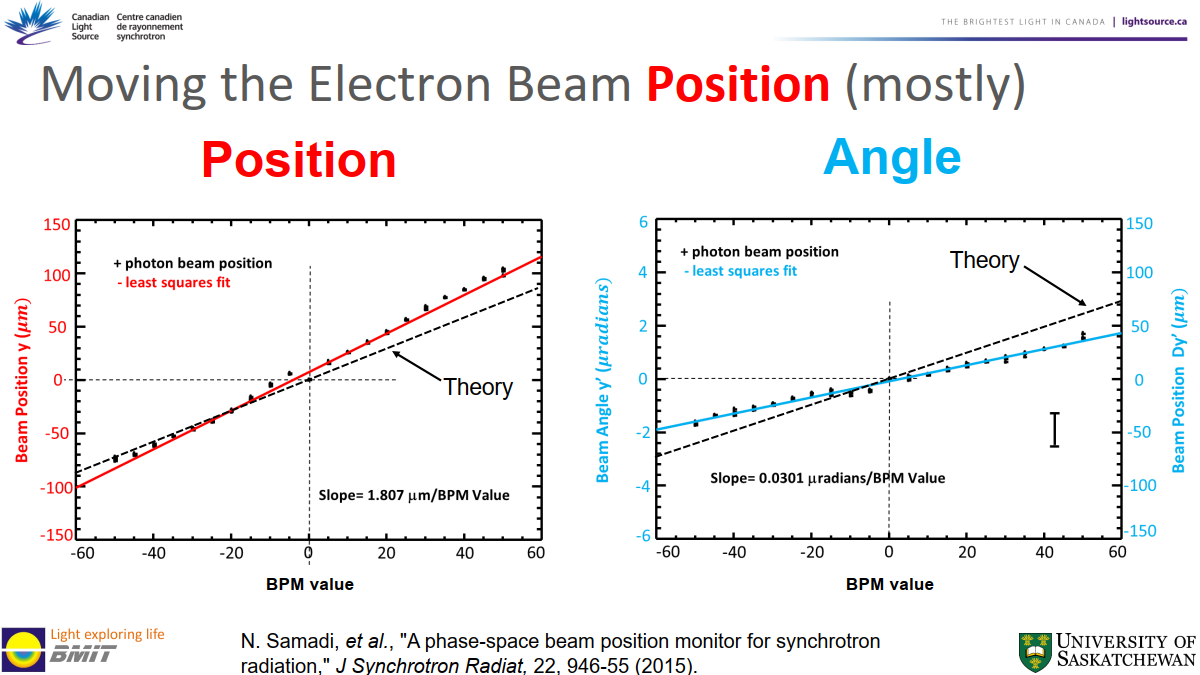 Canadian Light Source
Centre canadien de rayonnement synchrotron
THE BRIGHTEST LIGHT IN CANADA | lightsource.ca
Moving the Electron Beam Position (mostly)
Position
Angle
150
100
50
0
-50
-100
-150
Beam Position y (μm)
+ photon beam position
- least squares fit
Theory
Slope= 1.807 μm/BPM Value
-60 -40 -20 0 20 40 60
BPM value
6
4
2
0
-2
-4
-6
Beam Angle y′ (μradians)
+ photon beam position
- least squares fit
Theory
Slope= 0.0301 μradians/BPM Value
150
100
50
0
-50
-100
-150
Beam Position Dy′ (μm)
-60 -40 -20 0 20 40 60
BPM value
Light exploring life
BMIT
N. Samadi, et al., "A phase-space beam position monitor for synchrotron
radiation," J Synchrotron Radiat, 22, 946-55 (2015).
UNIVERSITY OF
SASKATCHEWAN